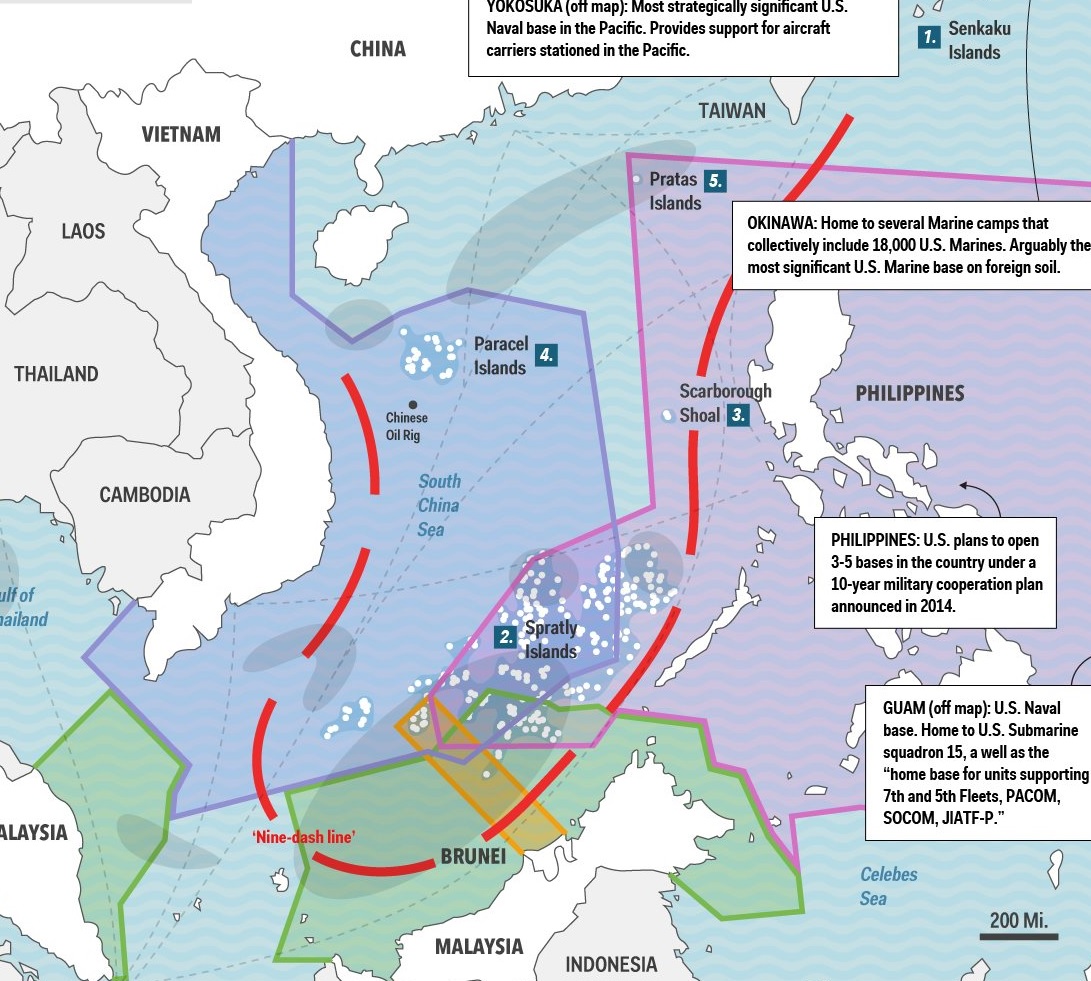 YOKOSUKA (off map): Most strategically significant U.S.
Naval base in the Pacific. Provides support for aircraft
carriers stationed in the Pacific.
1.
Senkaku
Islands
CHINA
TAIWAN
VIETNAM
Pratas
Islands
5.
LAOS
OKINAWA: Home to several Marine camps that
collectively include 18,000 U.S. Marines. Arguably the
most significant U.S. Marine base on foreign soil.
Paracel
Islands
4.
THAILAND
Scarborough
Shoal
3.
PHILIPPINES
Chinese
Oil Rig
CAMBODIA
South
China
Sea
PHILIPPINES: U.S. plans to open
3-5 bases in the country under a
10-year military cooperation plan
announced in 2014.
ulf of
hailand
2.
Spratly
Islands
GUAM (off map): U.S. Naval
base. Home to U.S. Submarine
squadron 15, a well as the
“home base for units supporting
7th and 5th Fleets, PACOM,
SOCOM, JIATF-P.”
ALAYSIA
‘Nine-dash line’
BRUNEI
Celebes
Sea
200 Mi.
MALAYSIA
INDONESIA